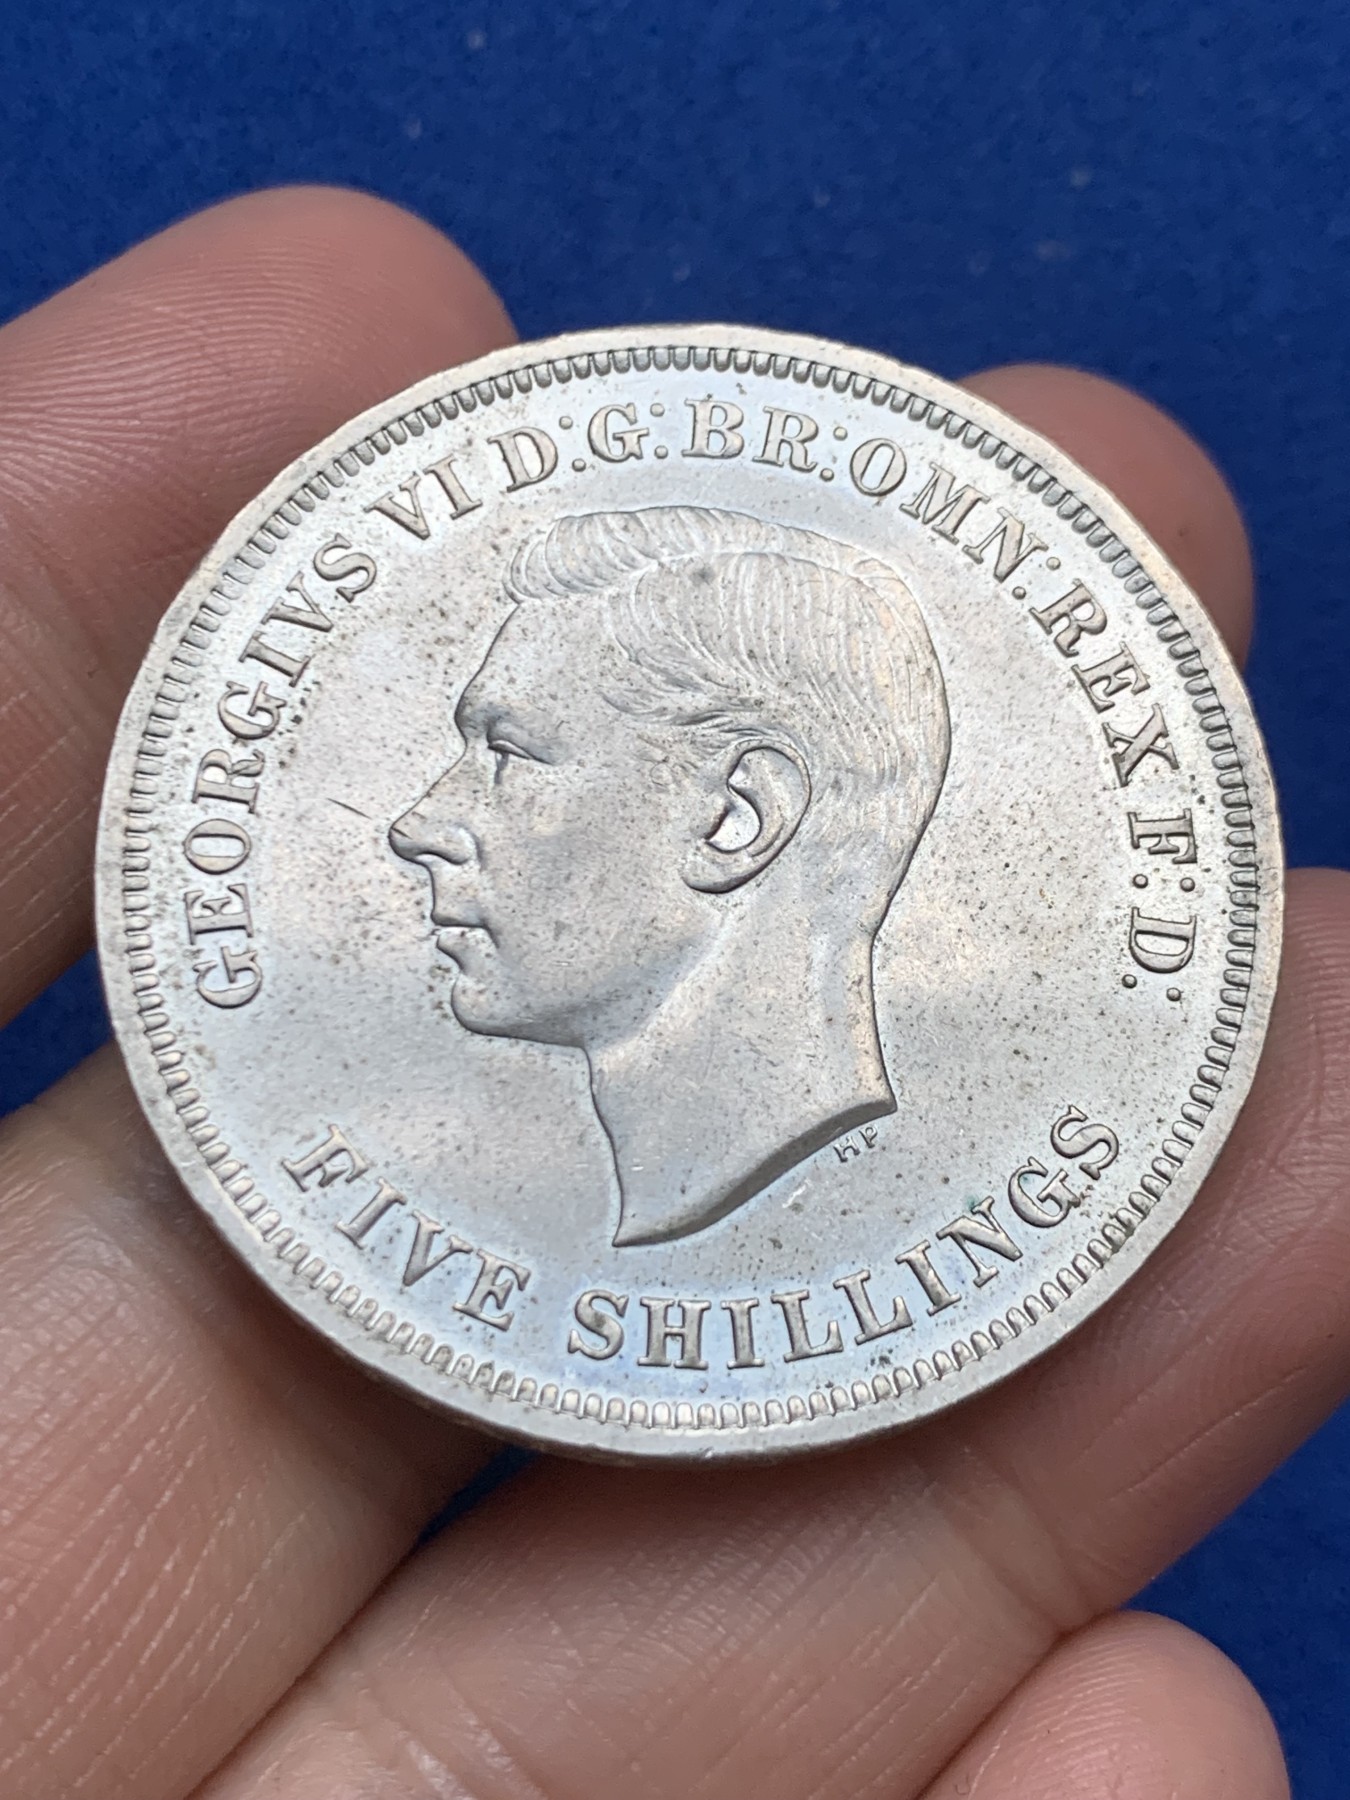 GEORGIVS VI D:G:BR:OMN:REX F:D:
HP
FIVE SHILLINGS